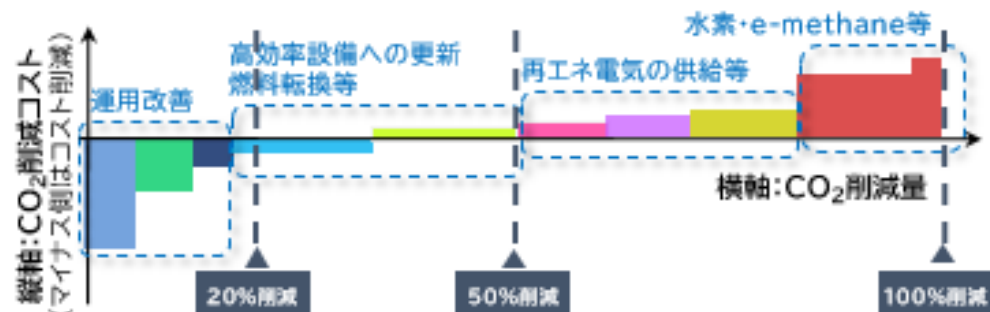 水素・e-methane等
高効率設備への更新
燃料転換等
再エネ電気の供給等
運用改善
縦軸:CO₂削減コスト
(マイナス側はコスト削減)
横軸:CO₂削減量
20%削減
50%削減
100%削減